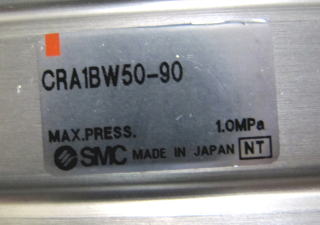 CRA1BW50-90
MAX.PRESS. 1.0MPa
SMC MADE IN JAPAN NT